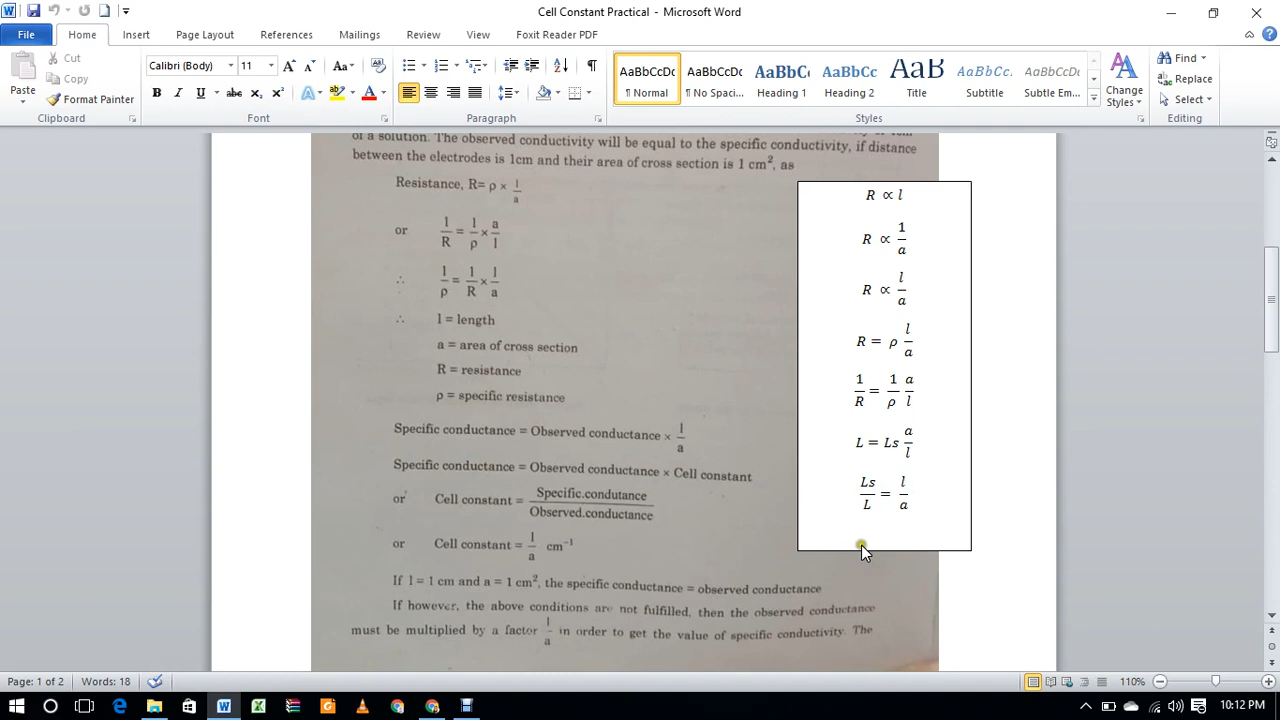 Cell Constant Practical - Microsoft Word
File Home Insert Page Layout References Mailings Review View Foxit Reader PDF
Paste
Cut
Copy
Format Painter
Clipboard
Calibri (Body) 11
Font
Paragraph
AaBbCcDc AaBbCcDc AaBbCc AaBbCc AaB AaBbCcD AaBbCcDc
¶ Normal ¶ No Spaci... Heading 1 Heading 2 Title Subtitle Subtle Em...
Change Styles
Styles
Find
Replace
Select
Editing
of a solution. The observed conductivity will be equal to the specific conductivity, if distance
between the electrodes is 1cm and their area of cross section is 1 cm², as
Resistance, R= ρ × l/a
or 1/R = 1/ρ × a/l
∴ 1/ρ = 1/R × l/a
∴ l = length
a = area of cross section
R = resistance
ρ = specific resistance
Specific conductance = Observed conductance × l/a
Specific conductance = Observed conductance × Cell constant
or Cell constant = Specific.condutance / Observed.conductance
or Cell constant = l/a cm⁻¹
If l = 1 cm and a = 1 cm², the specific conductance = observed conductance
If however, the above conditions are not fulfilled, then the observed conductance
must be multiplied by a factor l/a in order to get the value of specific conductivity. The
R ∝ l
R ∝ 1/a
R ∝ l/a
R = ρ l/a
1/R = 1/ρ a/l
L = Ls a/l
Ls/L = l/a
Page: 1 of 2 Words: 18 110%
10:12 PM